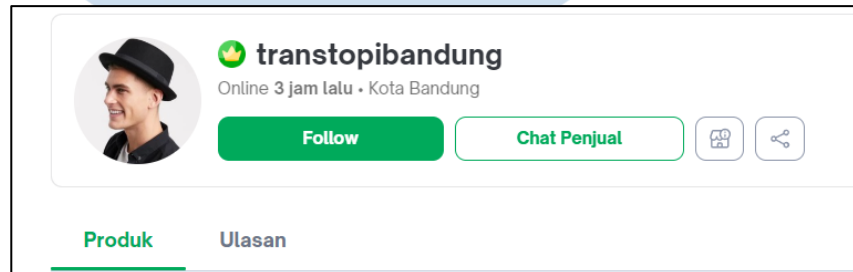 transtopibandung
Online 3 jam lalu • Kota Bandung
Follow
Chat Penjual
Produk
Ulasan